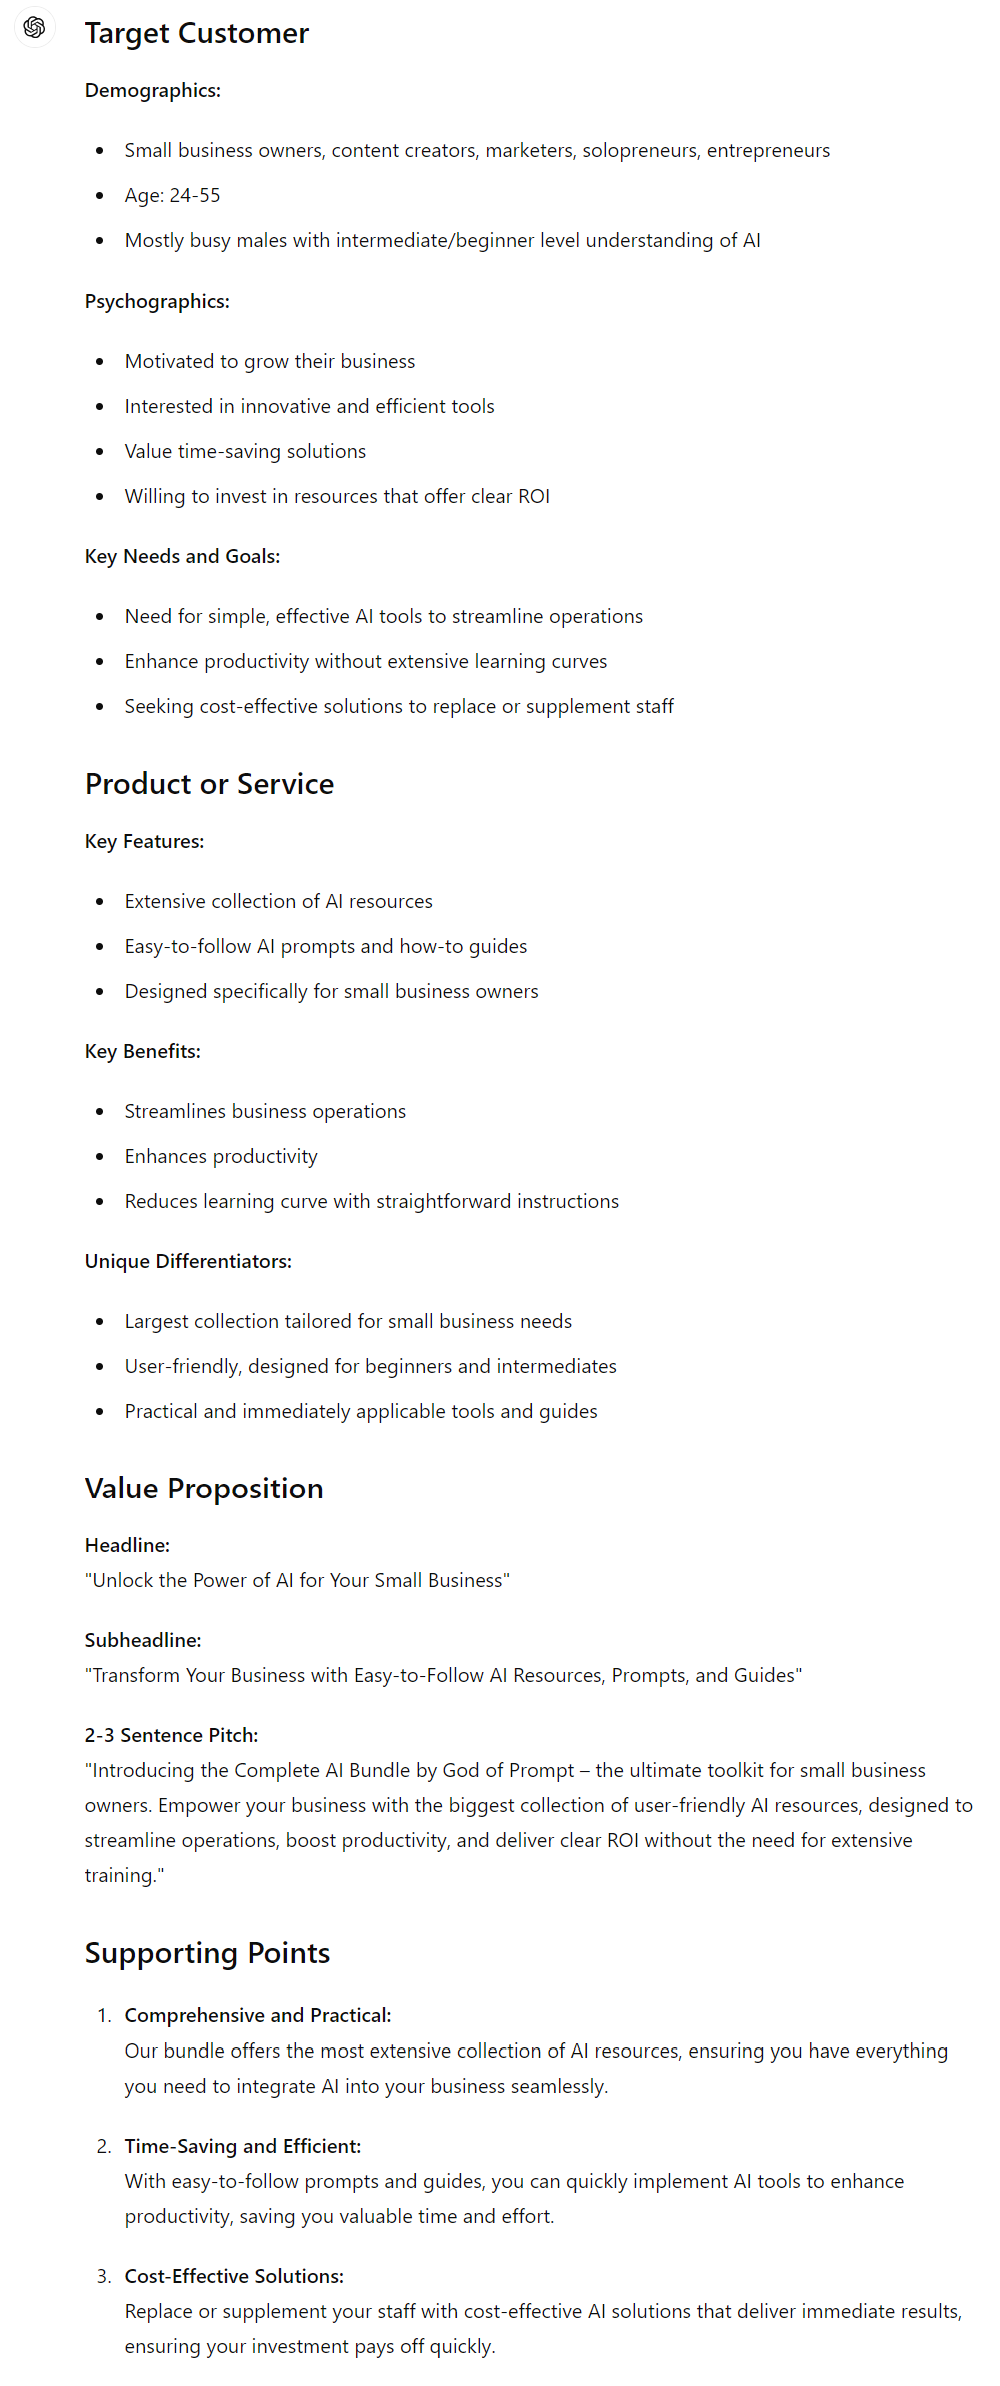 Target Customer
Demographics:
• Small business owners, content creators, marketers, solopreneurs, entrepreneurs
• Age: 24-55
• Mostly busy males with intermediate/beginner level understanding of AI
Psychographics:
• Motivated to grow their business
• Interested in innovative and efficient tools
• Value time-saving solutions
• Willing to invest in resources that offer clear ROI
Key Needs and Goals:
• Need for simple, effective AI tools to streamline operations
• Enhance productivity without extensive learning curves
• Seeking cost-effective solutions to replace or supplement staff
Product or Service
Key Features:
• Extensive collection of AI resources
• Easy-to-follow AI prompts and how-to guides
• Designed specifically for small business owners
Key Benefits:
• Streamlines business operations
• Enhances productivity
• Reduces learning curve with straightforward instructions
Unique Differentiators:
• Largest collection tailored for small business needs
• User-friendly, designed for beginners and intermediates
• Practical and immediately applicable tools and guides
Value Proposition
Headline:
"Unlock the Power of AI for Your Small Business"
Subheadline:
"Transform Your Business with Easy-to-Follow AI Resources, Prompts, and Guides"
2-3 Sentence Pitch:
"Introducing the Complete AI Bundle by God of Prompt – the ultimate toolkit for small business
owners. Empower your business with the biggest collection of user-friendly AI resources, designed to
streamline operations, boost productivity, and deliver clear ROI without the need for extensive
training."
Supporting Points
1. Comprehensive and Practical:
Our bundle offers the most extensive collection of AI resources, ensuring you have everything
you need to integrate AI into your business seamlessly.
2. Time-Saving and Efficient:
With easy-to-follow prompts and guides, you can quickly implement AI tools to enhance
productivity, saving you valuable time and effort.
3. Cost-Effective Solutions:
Replace or supplement your staff with cost-effective AI solutions that deliver immediate results,
ensuring your investment pays off quickly.